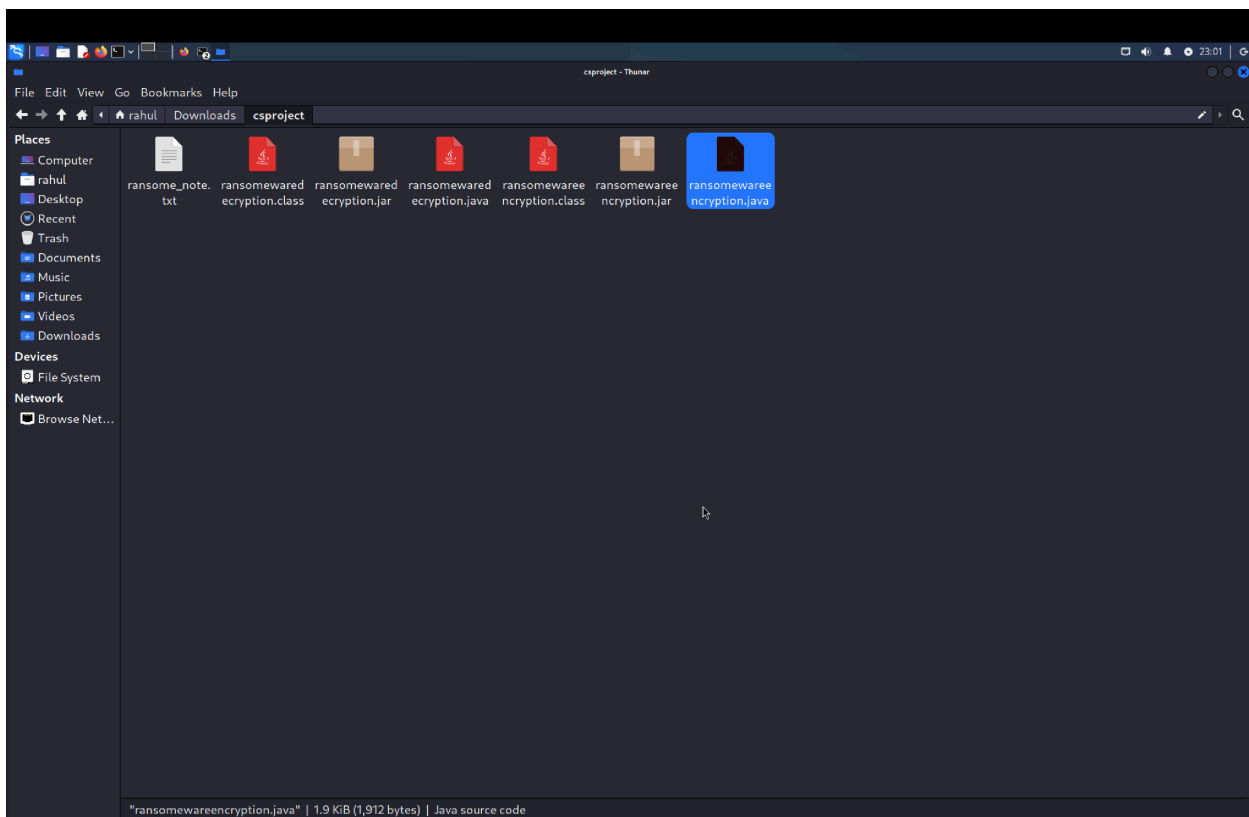 2
23:01
csproject - Thunar
File Edit View Go Bookmarks Help
rahul Downloads csproject
Places
Computer
rahul
Desktop
Recent
Trash
Documents
Music
Pictures
Videos
Downloads
Devices
File System
Network
Browse Net...
ransome_note.
txt
ransomewared
ecryption.class
ransomewared
ecryption.jar
ransomewared
ecryption.java
ransomewaree
ncryption.class
ransomewaree
ncryption.jar
ransomewaree
ncryption.java
"ransomewareencryption.java" | 1.9 KiB (1,912 bytes) | Java source code